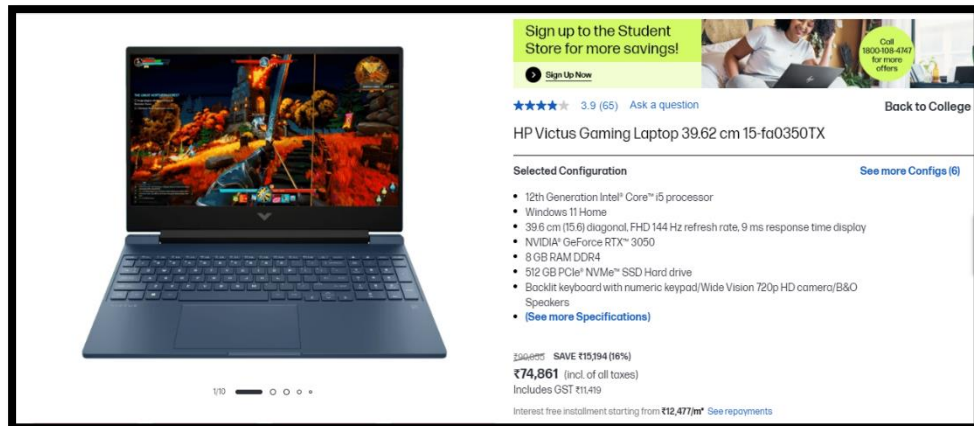 Sign up to the Student
Store for more savings!
Sign Up Now
Call
1800-108-4747
for more
offers
3.9 (65) Ask a question
Back to College
HP Victus Gaming Laptop 39.62 cm 15-fa0350TX
Selected Configuration
See more Configs (6)
• 12th Generation Intel® Core™ i5 processor
• Windows 11 Home
• 39.6 cm (15.6) diagonal, FHD 144 Hz refresh rate, 9 ms response time display
• NVIDIA® GeForce RTX™ 3050
• 8 GB RAM DDR4
• 512 GB PCIe® NVMe™ SSD Hard drive
• Backlit keyboard with numeric keypad/Wide Vision 720p HD camera/B&O
Speakers
• (See more Specifications)
SAVE ₹15,194 (16%)
₹74,861 (incl. of all taxes)
Includes GST ₹11,419
Interest free installment starting from ₹12,477/m* See repayments
1/10